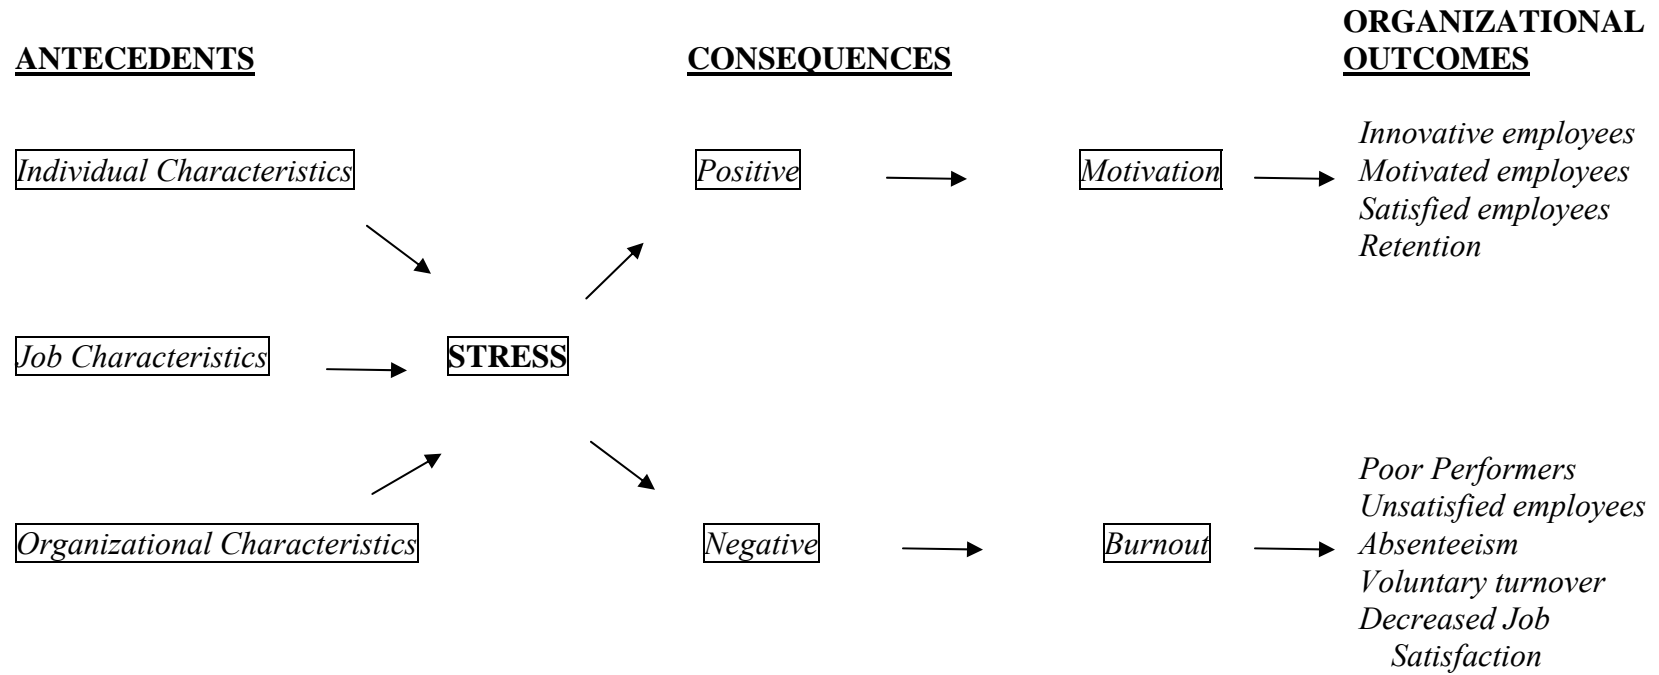 ANTECEDENTS
CONSEQUENCES
ORGANIZATIONAL
OUTCOMES
Individual Characteristics
Positive
Motivation
Innovative employees
Motivated employees
Satisfied employees
Retention
Job Characteristics
STRESS
Organizational Characteristics
Negative
Burnout
Poor Performers
Unsatisfied employees
Absenteeism
Voluntary turnover
Decreased Job
Satisfaction